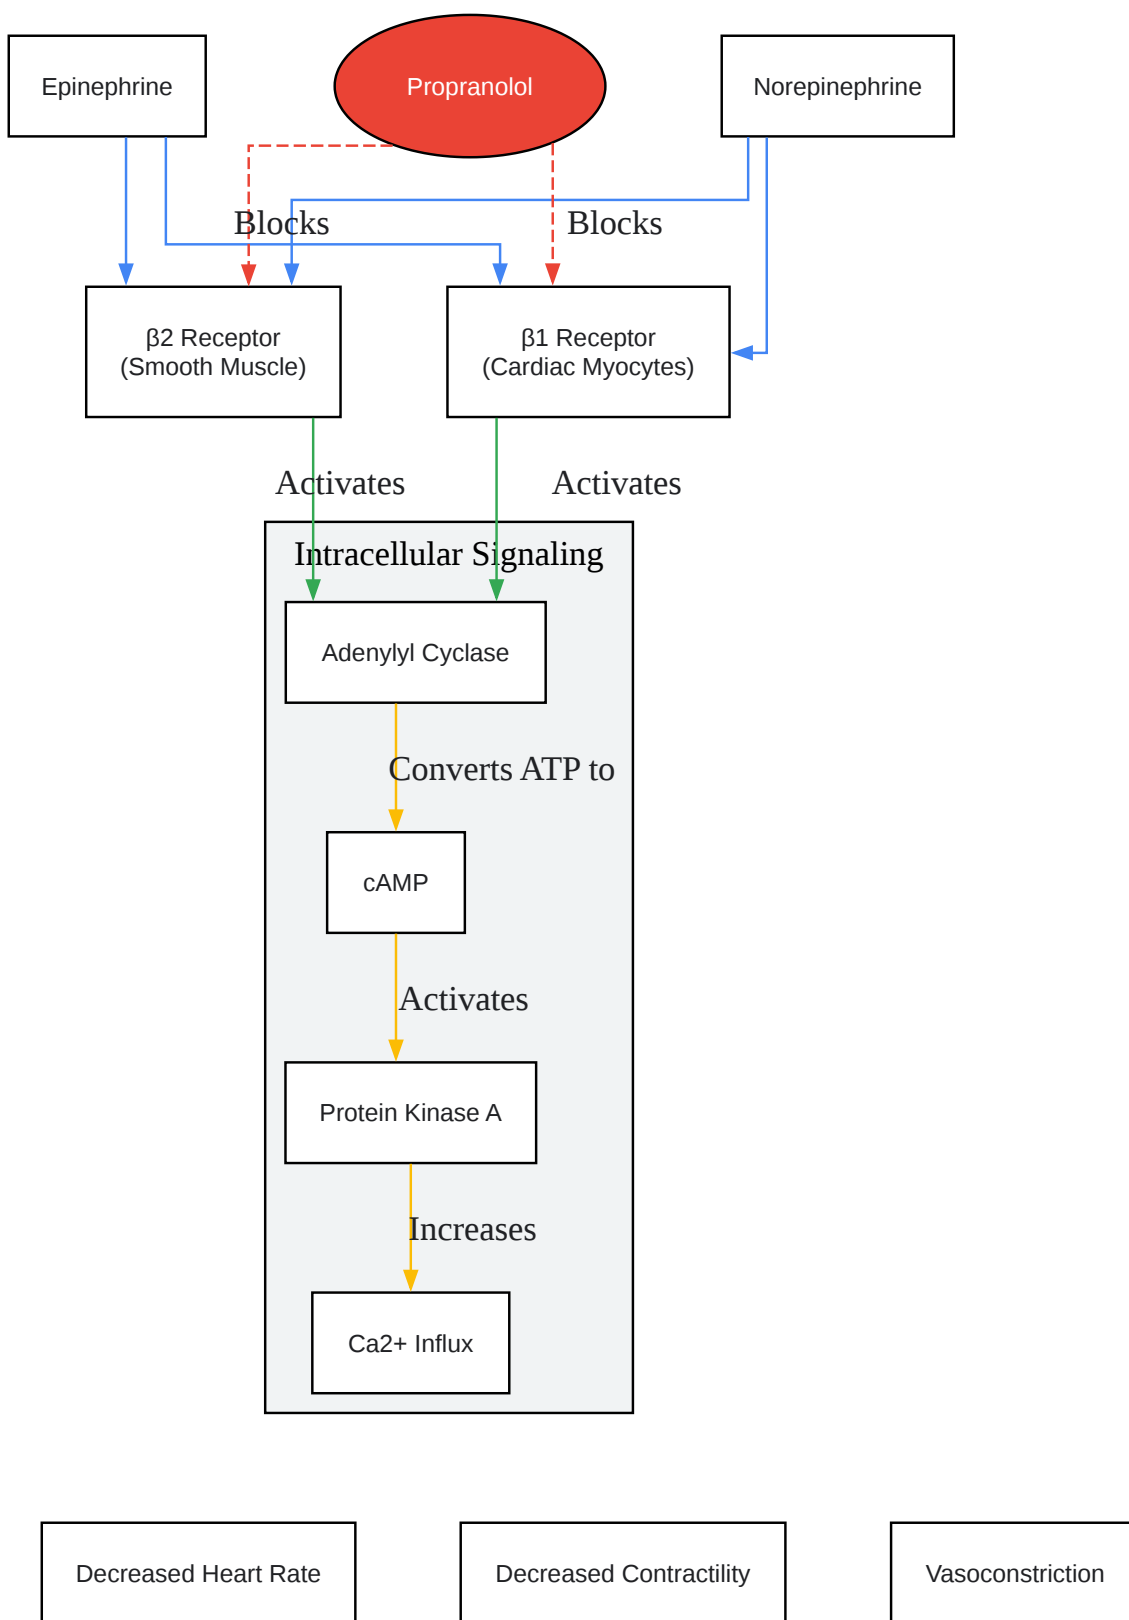 Epinephrine
Propranolol
Norepinephrine
Blocks
Blocks
β2 Receptor
(Smooth Muscle)
β1 Receptor
(Cardiac Myocytes)
Activates
Activates
Intracellular Signaling
Adenylyl Cyclase
Converts ATP to
cAMP
Activates
Protein Kinase A
Increases
Ca2+ Influx
Decreased Heart Rate
Decreased Contractility
Vasoconstriction